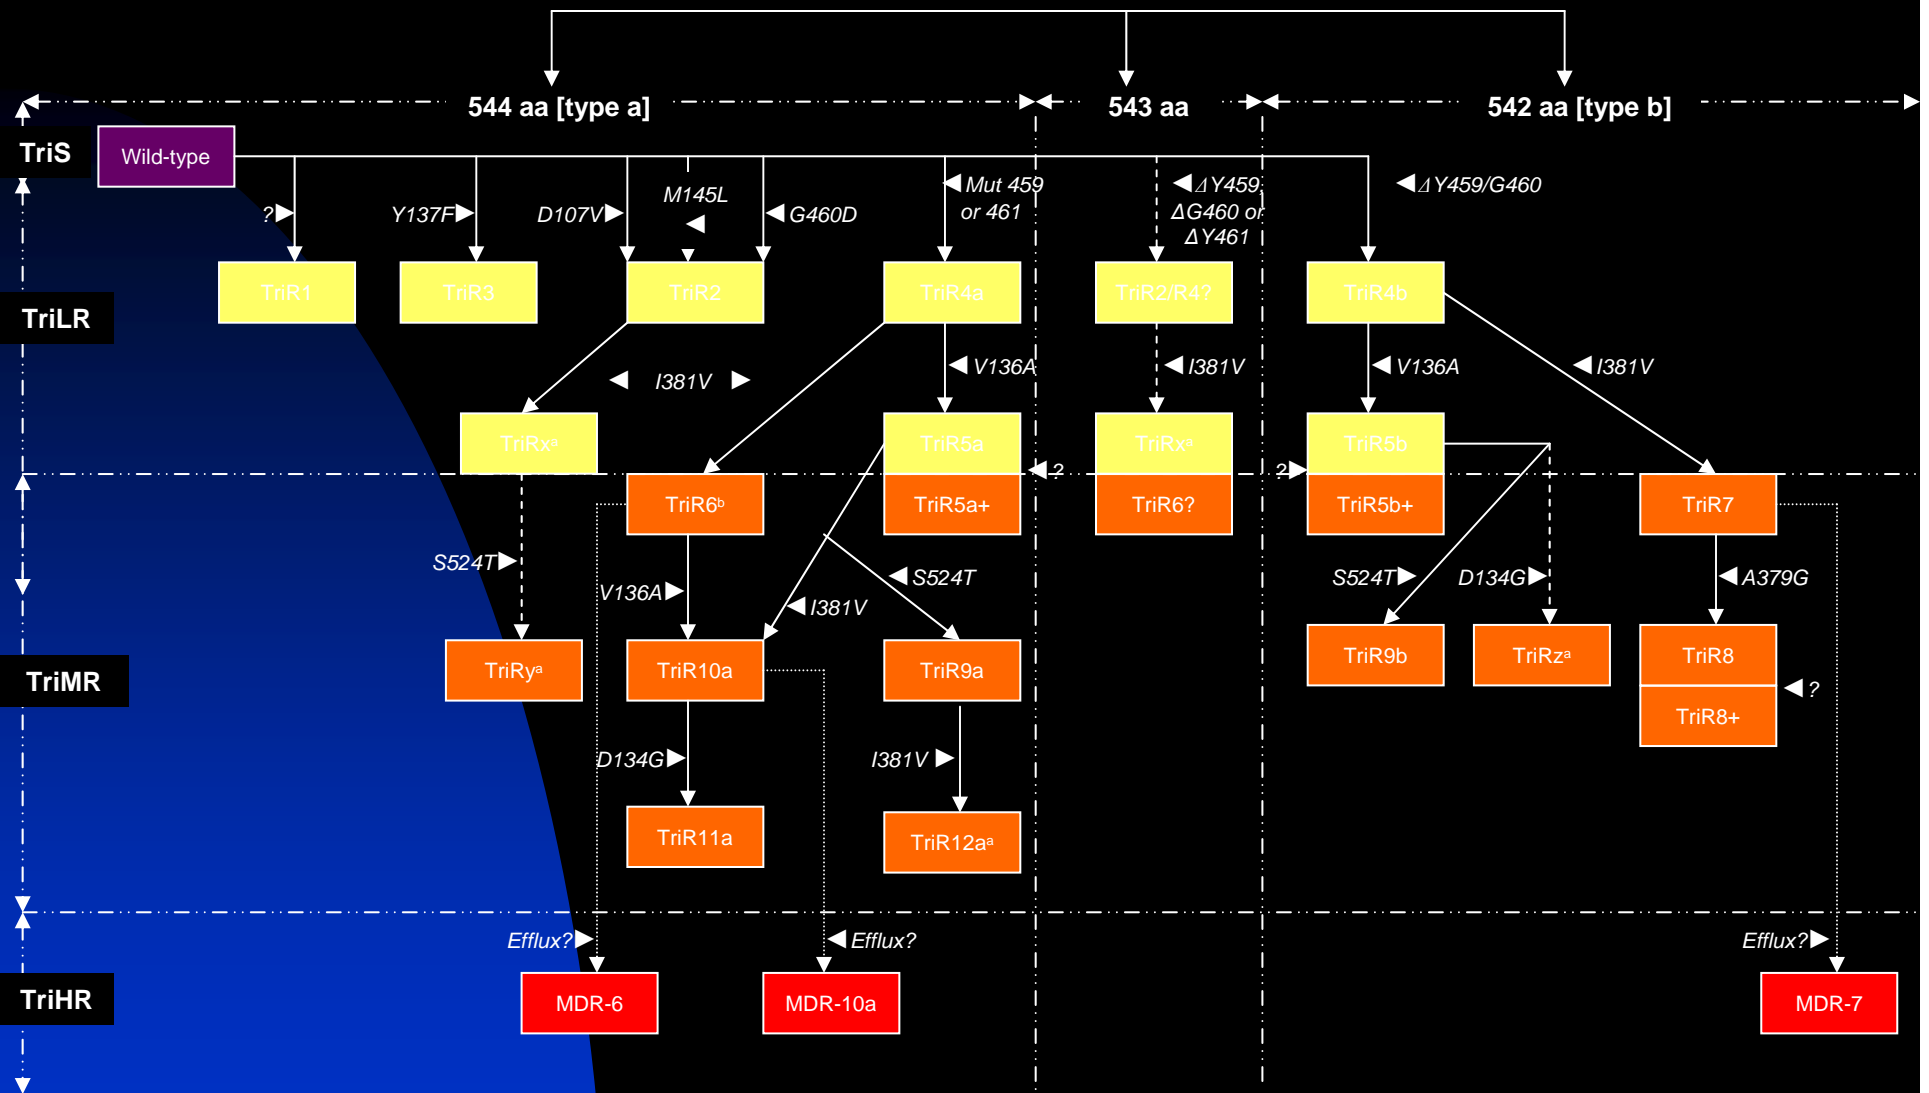 544 aa [type a]
543 aa
542 aa [type b]
TriS
Wild-type
?
Y137F
D107V
M145L
G460D
Mut 459
or 461
ΔY459,
ΔG460 or
ΔY461
ΔY459/G460
TriR1
TriR3
TriR2
TriR4a
TriR2/R4?
TriR4b
TriLR
I381V
V136A
I381V
V136A
I381V
TriRxᵃ
TriR5a
TriRxᵃ
TriR5b
?
?
TriR6ᵇ
TriR5a+
TriR6?
TriR5b+
TriR7
S524T
V136A
I381V
S524T
S524T
D134G
A379G
TriMR
TriRyᵃ
TriR10a
TriR9a
TriR9b
TriRzᵃ
TriR8
?
TriR8+
D134G
I381V
TriR11a
TriR12aᵃ
Efflux?
Efflux?
Efflux?
TriHR
MDR-6
MDR-10a
MDR-7